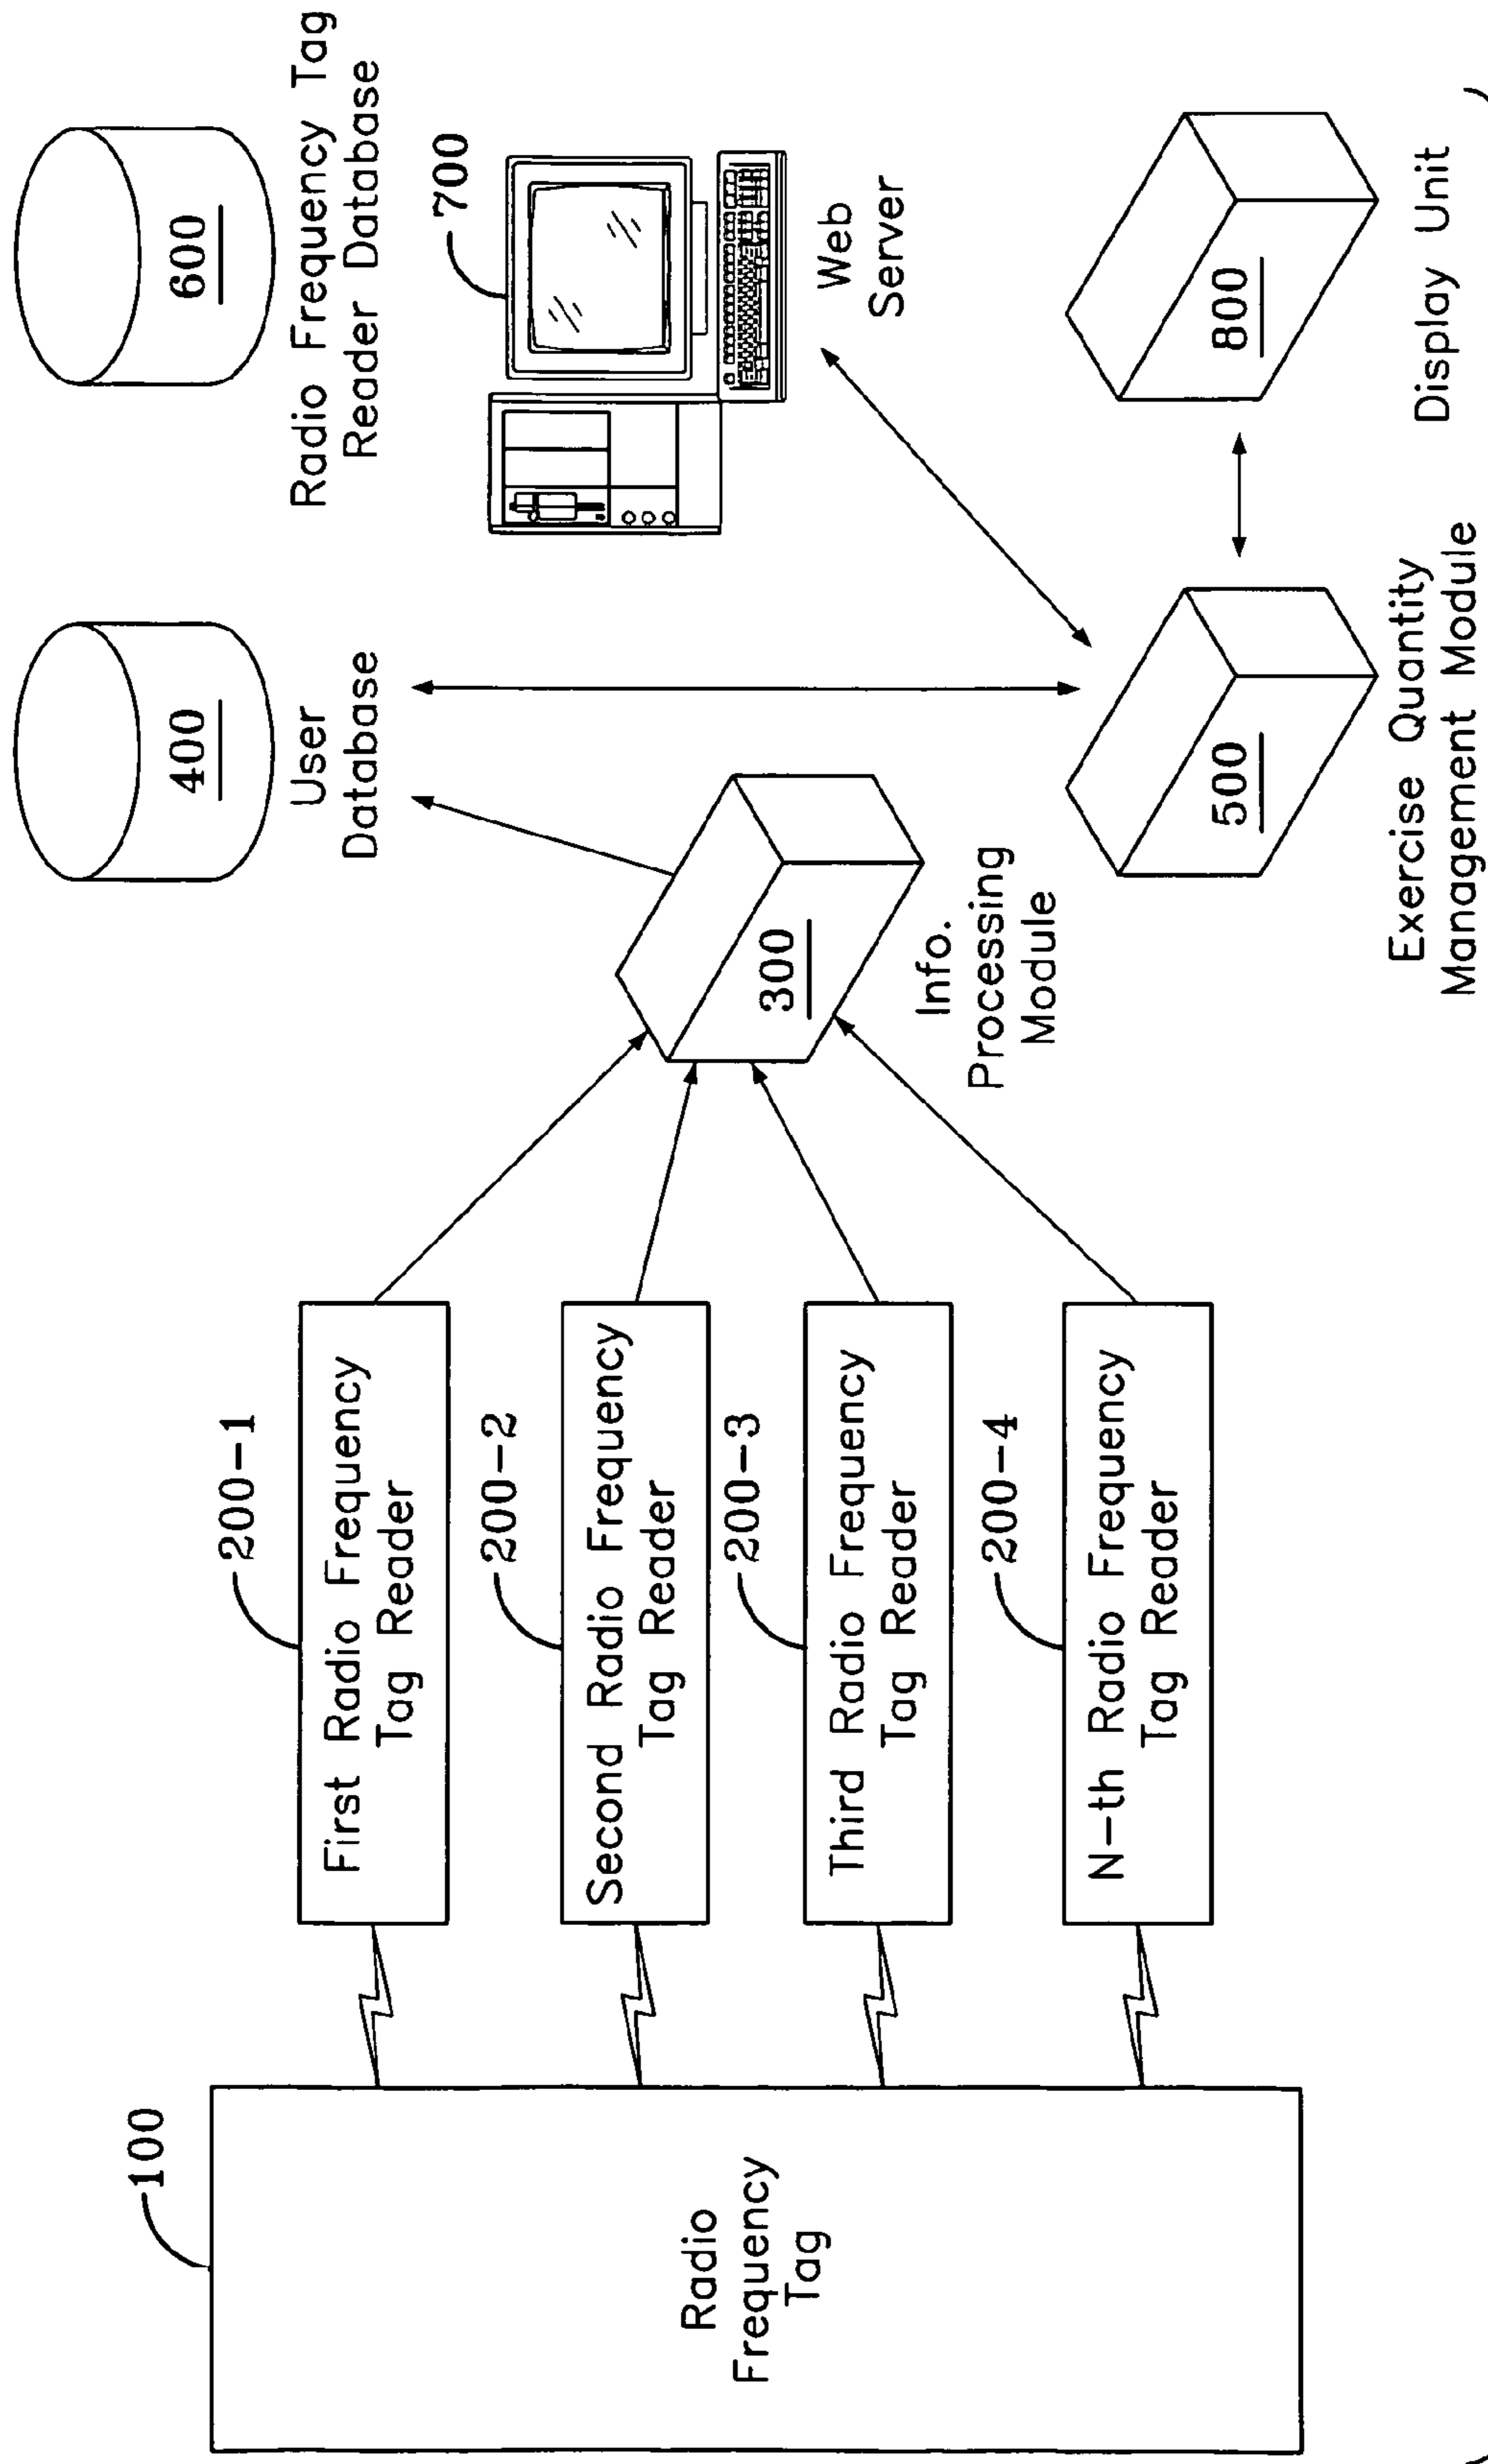 100
Radio
Frequency
Tag
200-1
First Radio Frequency
Tag Reader
200-2
Second Radio Frequency
Tag Reader
200-3
Third Radio Frequency
Tag Reader
200-4
N-th Radio Frequency
Tag Reader
300
Info.
Processing
Module
400
User
Database
600
Radio Frequency Tag
Reader Database
700
Web
Server
500
Exercise Quantity
Management Module
800
Display Unit